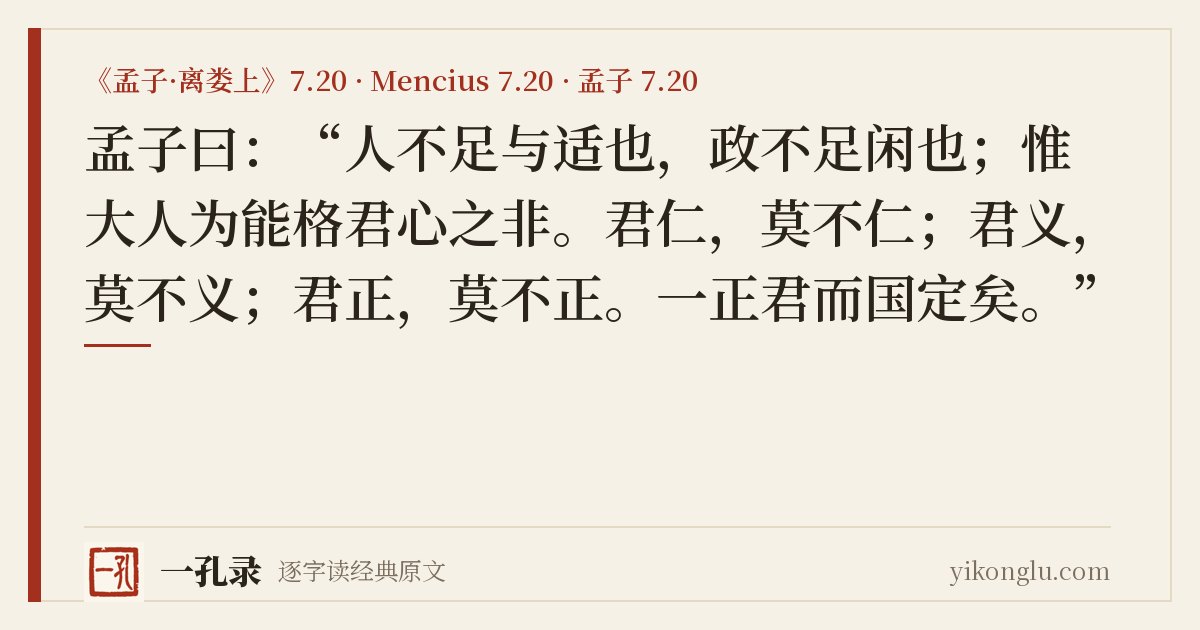 《孟子·离娄上》7.20 · Mencius 7.20 · 孟子 7.20
孟子曰：“人不足与适也，政不足闲也；惟
大人为能格君心之非。君仁，莫不仁；君义，
莫不义；君正，莫不正。一正君而国定矣。”
一孔
一孔录 逐字读经典原文
yikonglu.com